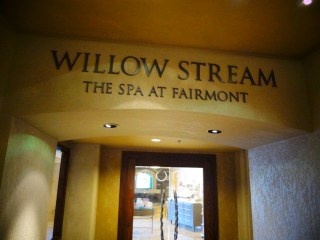 WILLOW STREAM
THE SPA AT FAIRMONT